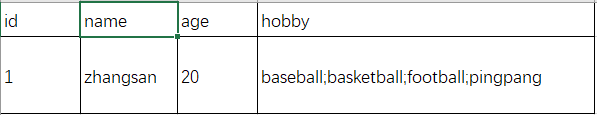 id name age hobby
1 zhangsan 20 baseball;basketball;football;pingpang